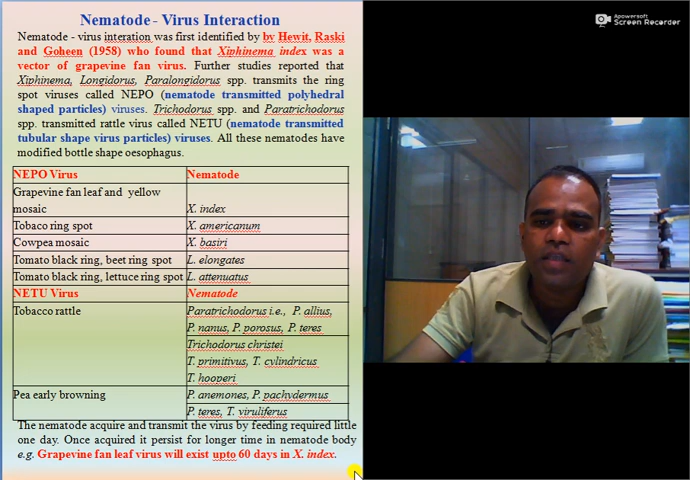 Nematode - Virus Interaction
Nematode - virus interation was first identified by by Hewit, Raski
and Goheen (1958) who found that Xiphinema index was a
vector of grapevine fan virus. Further studies reported that
Xiphinema, Longidorus, Paralongidorus spp. transmits the ring
spot viruses called NEPO (nematode transmitted polyhedral
shaped particles) viruses. Trichodorus spp. and Paratrichodorus
spp. transmitted rattle virus called NETU (nematode transmitted
tubular shape virus particles) viruses. All these nematodes have
modified bottle shape oesophagus.
NEPO Virus Nematode
Grapevine fan leaf and yellow
mosaic X. index
Tobaco ring spot X. americanum
Cowpea mosaic X. basiri
Tomato black ring, beet ring spot L. elongates
Tomato black ring, lettuce ring spot L. attenuatus
NETU Virus Nematode
Tobacco rattle Paratrichodorus i.e., P. allius,
P. nanus, P. porosus, P. teres
Trichodorus christei
T. primitivus, T. cylindricus
T. hooperi
Pea early browning P. anemones, P. pachydermus
P. teres, T. viruliferus
The nematode acquire and transmit the virus by feeding required little
one day. Once acquired it persist for longer time in nematode body
e.g. Grapevine fan leaf virus will exist upto 60 days in X. index.
Apowersoft
Screen Recorder